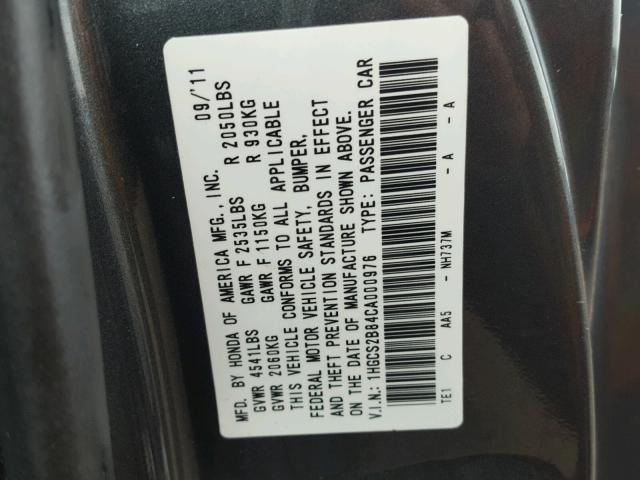 MFD. BY HONDA OF AMERICA MFG., INC. 09/'11
GVWR 4541LBS GAWR F 2535LBS R 2050LBS
GVWR 2060KG GAWR F 1150KG R 930KG
THIS VEHICLE CONFORMS TO ALL APPLICABLE
FEDERAL MOTOR VEHICLE SAFETY, BUMPER,
AND THEFT PREVENTION STANDARDS IN EFFECT
ON THE DATE OF MANUFACTURE SHOWN ABOVE.
V.I.N.: 1HGCS2B84CA000976 TYPE: PASSENGER CAR
TE1 C AA5 - NH737M - A - A